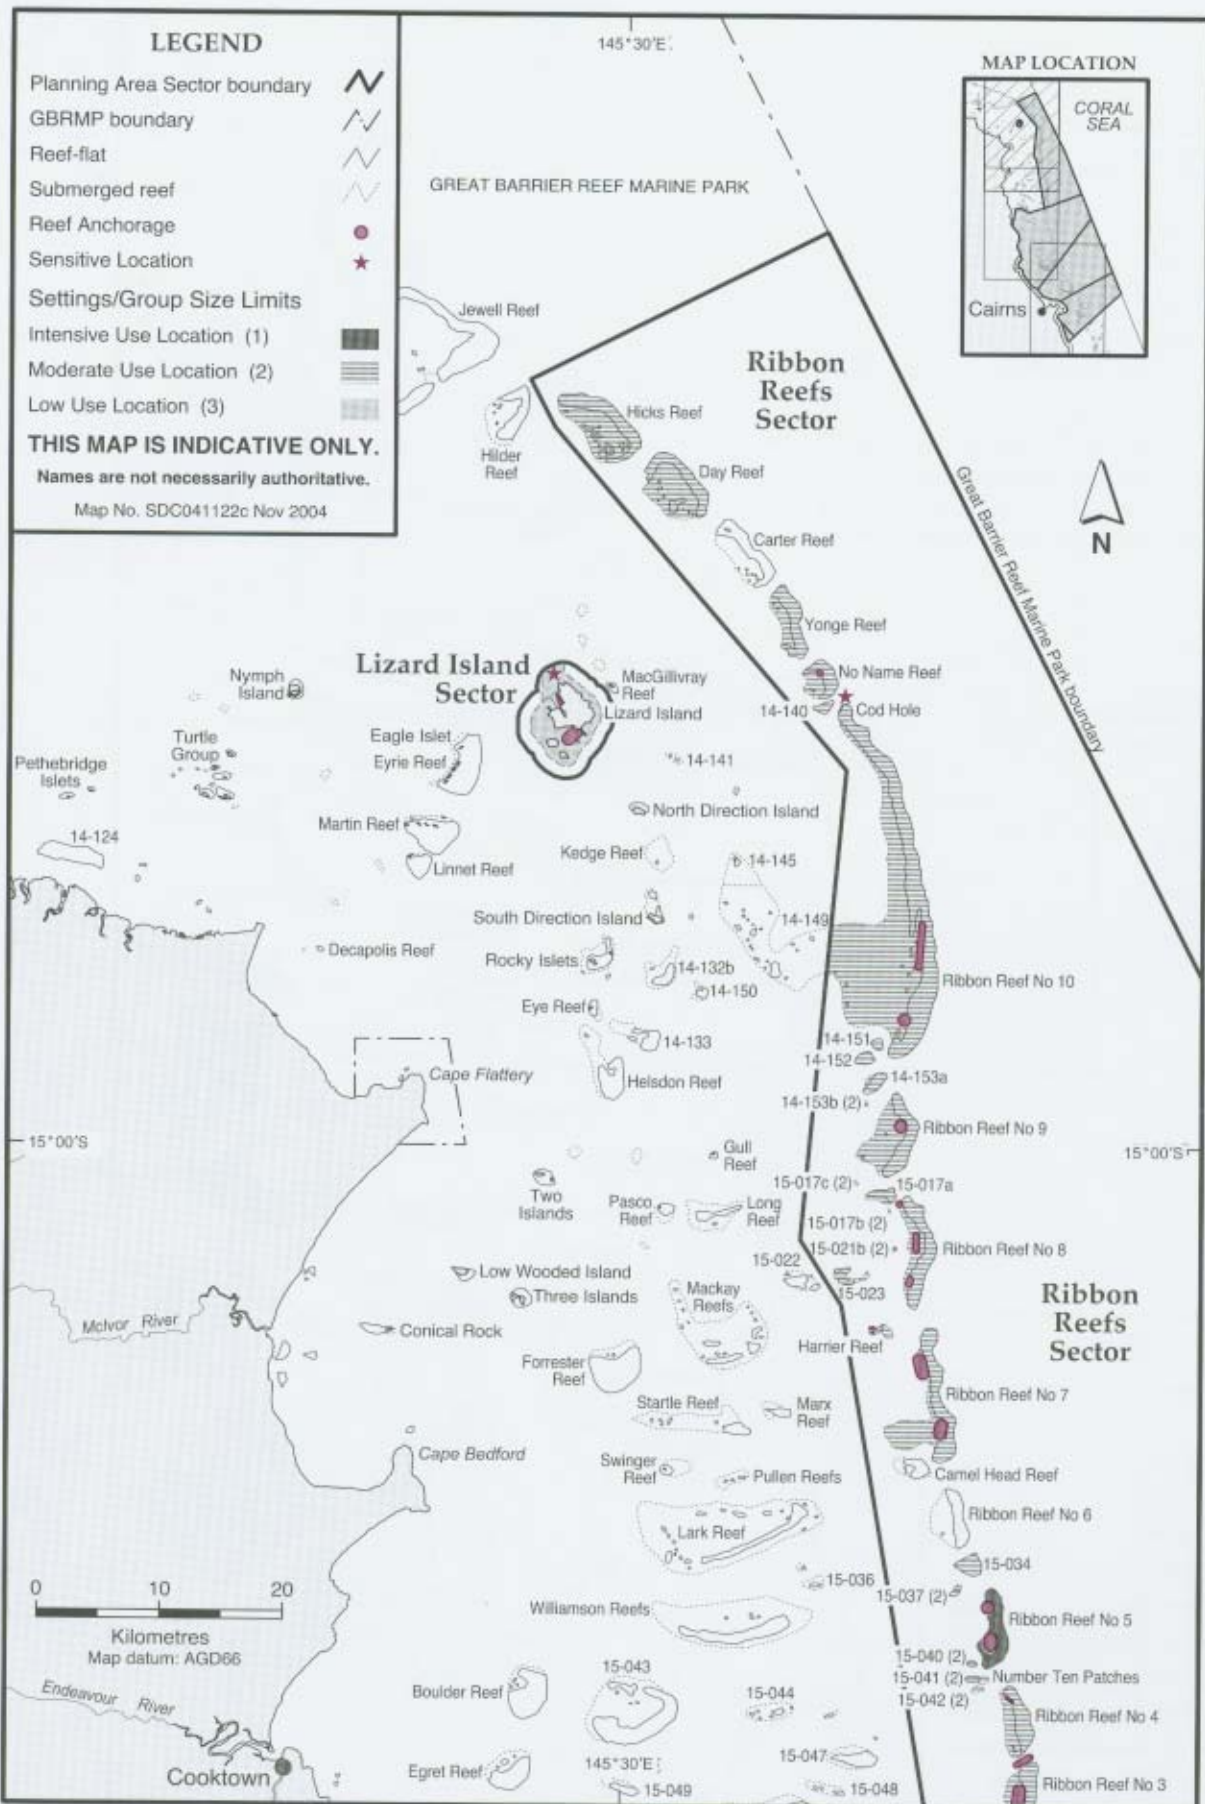 LEGEND
Planning Area Sector boundary
GBRMP boundary
Reef-flat
Submerged reef
Reef Anchorage
Sensitive Location
Settings/Group Size Limits
Intensive Use Location (1)
Moderate Use Location (2)
Low Use Location (3)
THIS MAP IS INDICATIVE ONLY.
Names are not necessarily authoritative.
Map No. SDC041122c Nov 2004
145°30'E
GREAT BARRIER REEF MARINE PARK
MAP LOCATION
CORAL
SEA
Cairns
Jewell Reef
Hilder
Reef
Ribbon
Reefs
Sector
Hicks Reef
Day Reef
Carter Reef
Yonge Reef
Great Barrier Reef Marine Park boundary
N
No Name Reef
Cod Hole
14-140
Lizard Island
Sector
MacGillivray
Reef
Lizard Island
Nymph
Island
Turtle
Group
Pethebridge
Islets
14-124
Eagle Islet
Eyrie Reef
14-141
North Direction Island
Martin Reef
Linnet Reef
Kedge Reef
14-145
South Direction Island
14-149
Decapolis Reef
Rocky Islets
14-132b
14-150
Ribbon Reef No 10
Eye Reef
14-133
14-151
14-152
Cape Flattery
Helsdon Reef
14-153a
14-153b (2)
15°00'S
Ribbon Reef No 9
15°00'S
Gull
Reef
Two
Islands
Pasco
Reef
Long
Reef
15-017c (2)
15-017a
15-017b (2)
15-021b (2)
Ribbon Reef No 8
15-022
15-023
Low Wooded Island
Three Islands
Mackay
Reefs
Ribbon
Reefs
Sector
McIvor River
Conical Rock
Harrier Reef
Forrester
Reef
Ribbon Reef No 7
Startle Reef
Marx
Reef
Cape Bedford
Swinger
Reef
Pullen Reefs
Camel Head Reef
Lark Reef
Ribbon Reef No 6
15-034
15-036
15-037 (2)
0 10 20
Kilometres
Map datum: AGD66
Williamson Reefs
Ribbon Reef No 5
15-040 (2)
15-041 (2)
Number Ten Patches
15-042 (2)
Endeavour River
Boulder Reef
15-043
15-044
Ribbon Reef No 4
Cooktown
Egret Reef
145°30'E
15-047
15-049
15-048
Ribbon Reef No 3